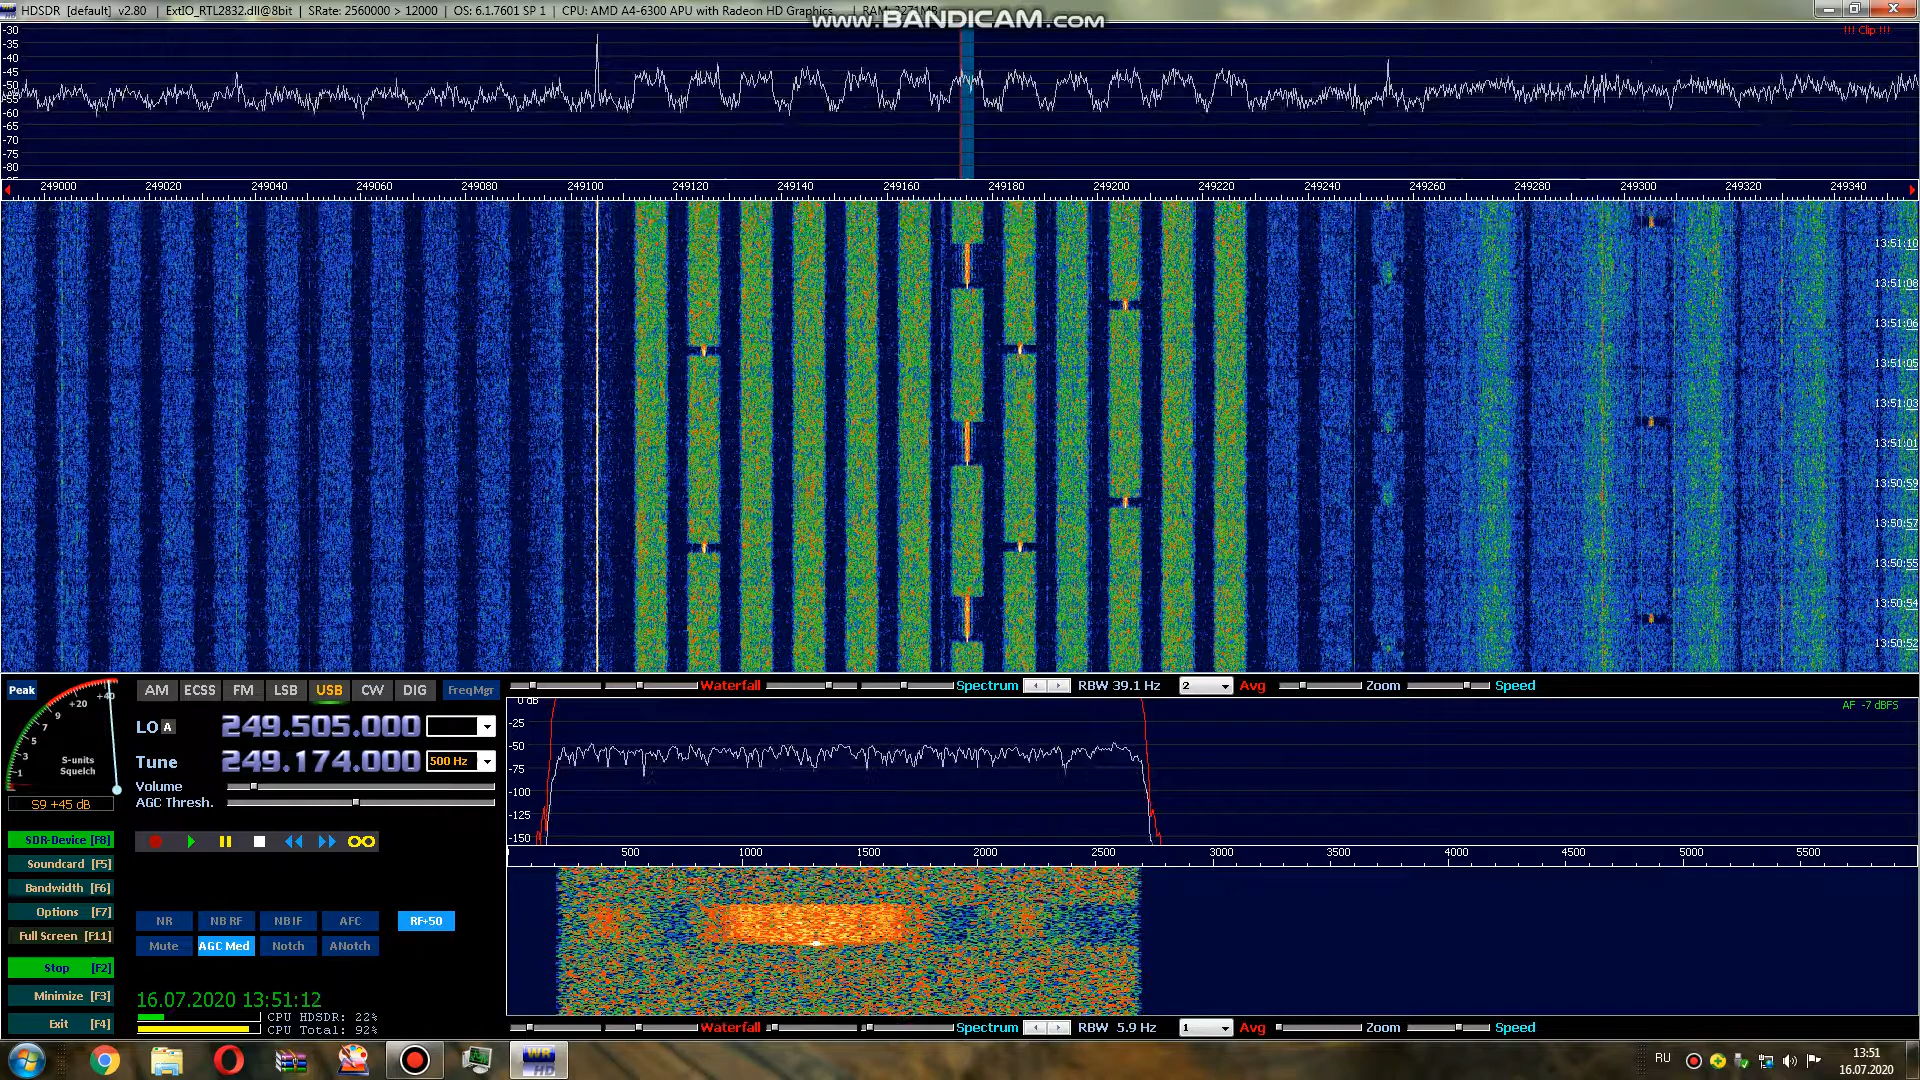 HDSDR [default] v2.80 | ExtIO_RTL2832.dll@8bit | SRate: 2560000 > 12000 | OS: 6.1.7601 SP 1 | CPU: AMD A4-6300 APU with Radeon HD Graphics
www.BANDICAM.com
!!! Clip !!!
-30
-35
-40
-45
-50
-55
-60
-65
-70
-75
-80
249000 249020 249040 249060 249080 249100 249120 249140 249160 249180 249200 249220 249240 249260 249280 249300 249320 249340
13:51:10
13:51:08
13:51:06
13:51:05
13:51:03
13:51:01
13:50:59
13:50:57
13:50:55
13:50:54
13:50:52
Waterfall Spectrum RBW 39.1 Hz 2 Avg Zoom Speed
Peak
1 3 5 7 9 +20 +40
S-units
Squelch
S9 +45 dB
AM ECSS FM LSB USB CW DIG FreqMgr
LO A 249.505.000
Tune 249.174.000 500 Hz
Volume
AGC Thresh.
SDR-Device [F8]
Soundcard [F5]
Bandwidth [F6]
Options [F7]
Full Screen [F11]
Stop [F2]
Minimize [F3]
Exit [F4]
NR NB RF NB IF AFC RF+50
Mute AGC Med Notch ANotch
16.07.2020 13:51:12
CPU HDSDR: 22%
CPU Total: 92%
AF -7 dBFS
0 dB
-25
-50
-75
-100
-125
-150
500 1000 1500 2000 2500 3000 3500 4000 4500 5000 5500
Waterfall Spectrum RBW 5.9 Hz 1 Avg Zoom Speed
WR
HD
RU
13:51
16.07.2020